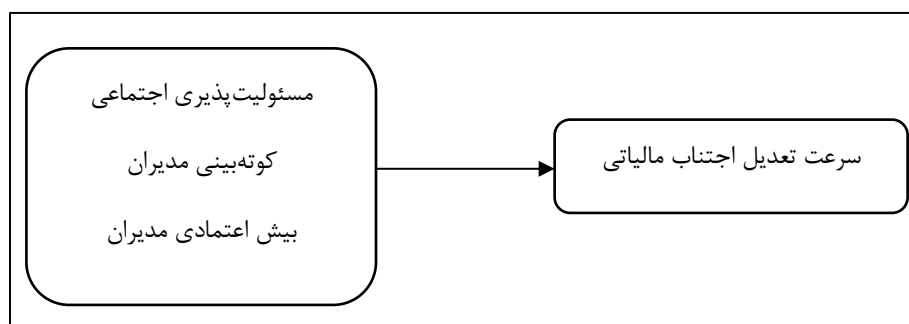 مسئولیت‌پذیری اجتماعی
کوته‌بینی مدیران
بیش اعتمادی مدیران
سرعت تعدیل اجتناب مالیاتی